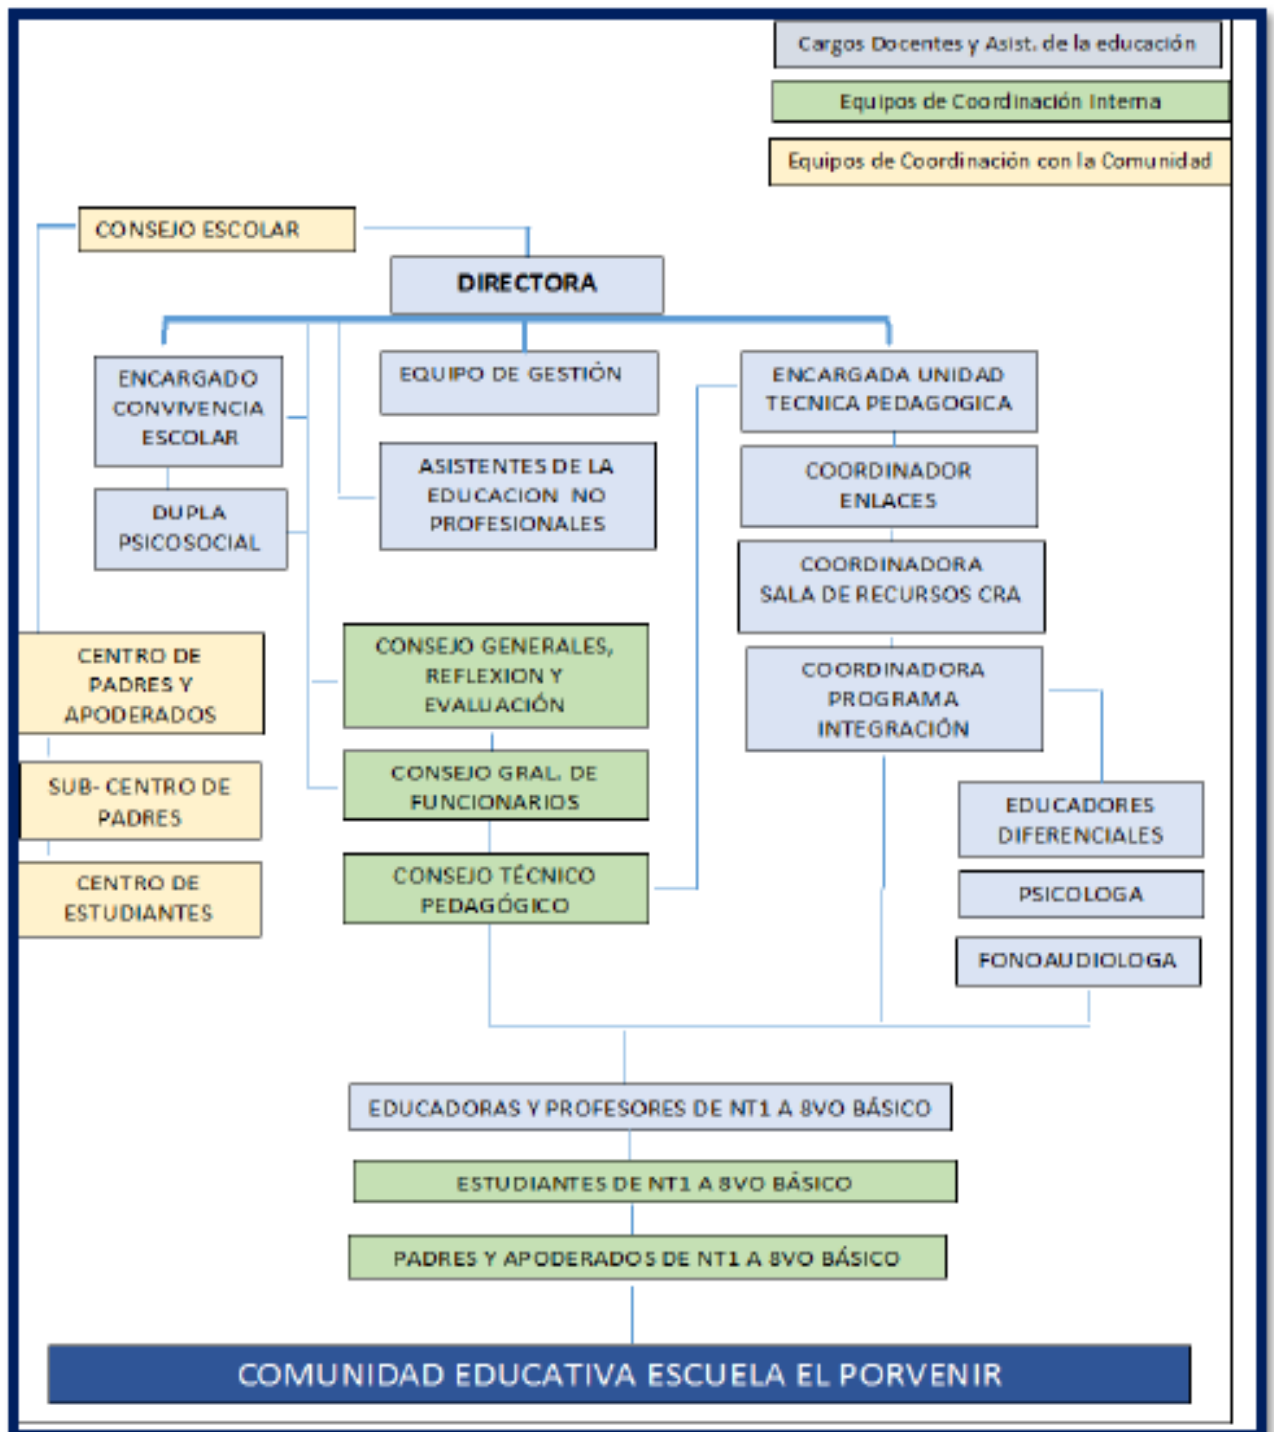 Cargos Docentes y Asist. de la educación
Equipos de Coordinación Interna
Equipos de Coordinación con la Comunidad
CONSEJO ESCOLAR
DIRECTORA
ENCARGADO
CONVIVENCIA
ESCOLAR
EQUIPO DE GESTIÓN
ENCARGADA UNIDAD
TECNICA PEDAGOGICA
DUPLA
PSICOSOCIAL
ASISTENTES DE LA
EDUCACION NO
PROFESIONALES
COORDINADOR
ENLACES
COORDINADORA
SALA DE RECURSOS CRA
CENTRO DE
PADRES Y
APODERADOS
CONSEJO GENERALES,
REFLEXION Y
EVALUACIÓN
COORDINADORA
PROGRAMA
INTEGRACIÓN
SUB- CENTRO DE
PADRES
CONSEJO GRAL. DE
FUNCIONARIOS
EDUCADORES
DIFERENCIALES
CENTRO DE
ESTUDIANTES
CONSEJO TÉCNICO
PEDAGÓGICO
PSICOLOGA
FONOAUDIOLOGA
EDUCADORAS Y PROFESORES DE NT1 A 8VO BÁSICO
ESTUDIANTES DE NT1 A 8VO BÁSICO
PADRES Y APODERADOS DE NT1 A 8VO BÁSICO
COMUNIDAD EDUCATIVA ESCUELA EL PORVENIR